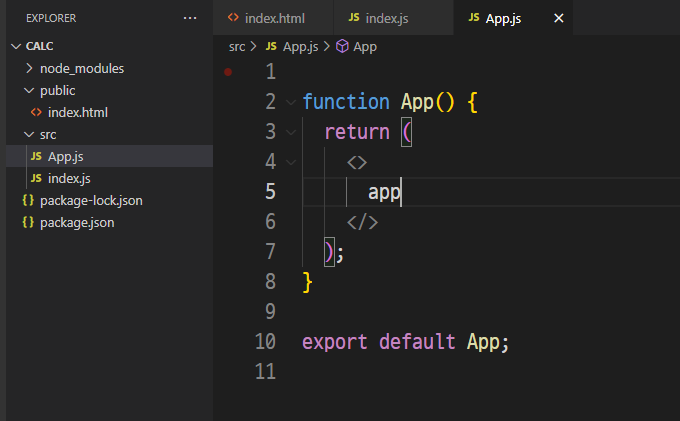 EXPLORER ...
CALC
node_modules
public
<> index.html
src
JS App.js
JS index.js
{} package-lock.json
{} package.json
<> index.html JS index.js JS App.js ×
src > JS App.js > App
1
2 function App() {
3 return (
4 <>
5 app
6 </>
7 );
8 }
9
10 export default App;
11